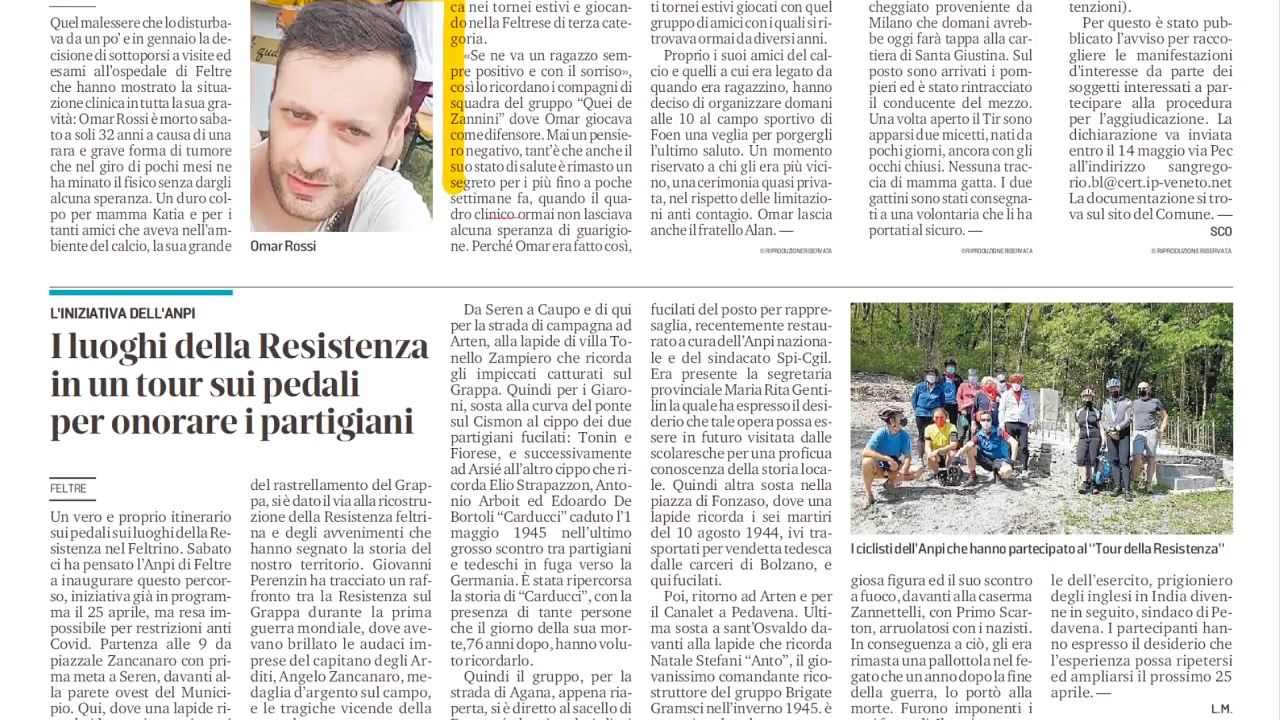 Quel malessere che lo disturba-
va da un po' e in gennaio la de-
cisione di sottoporsi a visite ed
esami all'ospedale di Feltre
che hanno mostrato la situa-
zione clinica in tutta la sua gra-
vità: Omar Rossi è morto saba-
to a soli 32 anni a causa di una
rara e grave forma di tumore
che nel giro di pochi mesi ne
ha minato il fisico senza dargli
alcuna speranza. Un duro col-
po per mamma Katia e per i
tanti amici che aveva nell'am-
biente del calcio, la sua grande
Omar Rossi
ca nei tornei estivi e giocan-
do nella Feltrese di terza cate-
goria.
«Se ne va un ragazzo sem-
pre positivo e con il sorriso»,
così lo ricordano i compagni di
squadra del gruppo "Quei de
Zannini" dove Omar giocava
come difensore. Mai un pensie-
ro negativo, tant'è che anche il
suo stato di salute è rimasto un
segreto per i più fino a poche
settimane fa, quando il qua-
dro clinico ormai non lasciava
alcuna speranza di guarigio-
ne. Perché Omar era fatto così,
ti tornei estivi giocati con quel
gruppo di amici con i quali si ri-
trovava ormai da diversi anni.
Proprio i suoi amici del cal-
cio e quelli a cui era legato da
quando era ragazzino, hanno
deciso di organizzare domani
alle 10 al campo sportivo di
Foen una veglia per porgergli
l'ultimo saluto. Un momento
riservato a chi gli era più vici-
no, una cerimonia quasi priva-
ta, nel rispetto delle limitazio-
ni anti contagio. Omar lascia
anche il fratello Alan. —
© RIPRODUZIONE RISERVATA
cheggiato proveniente da
Milano che domani avreb-
be oggi farà tappa alla car-
tiera di Santa Giustina. Sul
posto sono arrivati i pom-
pieri ed è stato rintracciato
il conducente del mezzo.
Una volta aperto il Tir sono
apparsi due micetti, nati da
pochi giorni, ancora con gli
occhi chiusi. Nessuna trac-
cia di mamma gatta. I due
gattini sono stati consegna-
ti a una volontaria che li ha
portati al sicuro. —
© RIPRODUZIONE RISERVATA
tenzioni).
Per questo è stato pub-
blicato l'avviso per racco-
gliere le manifestazioni
d'interesse da parte dei
soggetti interessati a par-
tecipare alla procedura
per l'aggiudicazione. La
dichiarazione va inviata
entro il 14 maggio via Pec
all'indirizzo sangrego-
rio.bl@cert.ip-veneto.net
La documentazione si tro-
va sul sito del Comune. —
SCO
© RIPRODUZIONE RISERVATA
L'INIZIATIVA DELL'ANPI
I luoghi della Resistenza
in un tour sui pedali
per onorare i partigiani
FELTRE
Un vero e proprio itinerario
sui pedali sui luoghi della Re-
sistenza nel Feltrino. Sabato
ci ha pensato l'Anpi di Feltre
a inaugurare questo percor-
so, iniziativa già in program-
ma il 25 aprile, ma resa im-
possibile per restrizioni anti
Covid. Partenza alle 9 da
piazzale Zancanaro con pri-
ma meta a Seren, davanti al-
la parete ovest del Munici-
pio. Qui, dove una lapide ri-
del rastrellamento del Grap-
pa, si è dato il via alla ricostru-
zione della Resistenza feltri-
na e degli avvenimenti che
hanno segnato la storia del
nostro territorio. Giovanni
Perenzin ha tracciato un raf-
fronto tra la Resistenza sul
Grappa durante la prima
guerra mondiale, dove ave-
vano brillato le audaci im-
prese del capitano degli Ar-
diti, Angelo Zancanaro, me-
daglia d'argento sul campo,
e le tragiche vicende della
Da Seren a Caupo e di qui
per la strada di campagna ad
Arten, alla lapide di villa To-
nello Zampiero che ricorda
gli impiccati catturati sul
Grappa. Quindi per i Giaro-
ni, sosta alla curva del ponte
sul Cismon al cippo dei due
partigiani fucilati: Tonin e
Fiorese, e successivamente
ad Arsié all'altro cippo che ri-
corda Elio Strapazzon, Anto-
nio Arboit ed Edoardo De
Bortoli "Carducci" caduto l'1
maggio 1945 nell'ultimo
grosso scontro tra partigiani
e tedeschi in fuga verso la
Germania. È stata ripercorsa
la storia di "Carducci", con la
presenza di tante persone
che il giorno della sua mor-
te, 76 anni dopo, hanno volu-
to ricordarlo.
Quindi il gruppo, per la
strada di Agana, appena ria-
perta, si è diretto al sacello di
fucilati del posto per rappre-
saglia, recentemente restau-
rato a cura dell'Anpi naziona-
le e del sindacato Spi-Cgil.
Era presente la segretaria
provinciale Maria Rita Genti-
lin la quale ha espresso il desi-
derio che tale opera possa es-
sere in futuro visitata dalle
scolaresche per una proficua
conoscenza della storia loca-
le. Quindi altra sosta nella
piazza di Fonzaso, dove una
lapide ricorda i sei martiri
del 10 agosto 1944, ivi tra-
sportati per vendetta tedesca
dalle carceri di Bolzano, e
qui fucilati.
Poi, ritorno ad Arten e per
il Canalet a Pedavena. Ulti-
ma sosta a sant'Osvaldo da-
vanti alla lapide che ricorda
Natale Stefani "Anto", il gio-
vanissimo comandante rico-
struttore del gruppo Brigate
Gramsci nell'inverno 1945. è
I ciclisti dell'Anpi che hanno partecipato al "Tour della Resistenza"
giosa figura ed il suo scontro
a fuoco, davanti alla caserma
Zannettelli, con Primo Scar-
ton, arruolatosi con i nazisti.
In conseguenza a ciò, gli era
rimasta una pallottola nel fe-
gato che un anno dopo la fine
della guerra, lo portò alla
morte. Furono imponenti i
le dell'esercito, prigioniero
degli inglesi in India diven-
ne in seguito, sindaco di Pe-
davena. I participanti han-
no espresso il desiderio che
l'esperienza possa ripetersi
ed ampliarsi il prossimo 25
aprile. —
L.M.